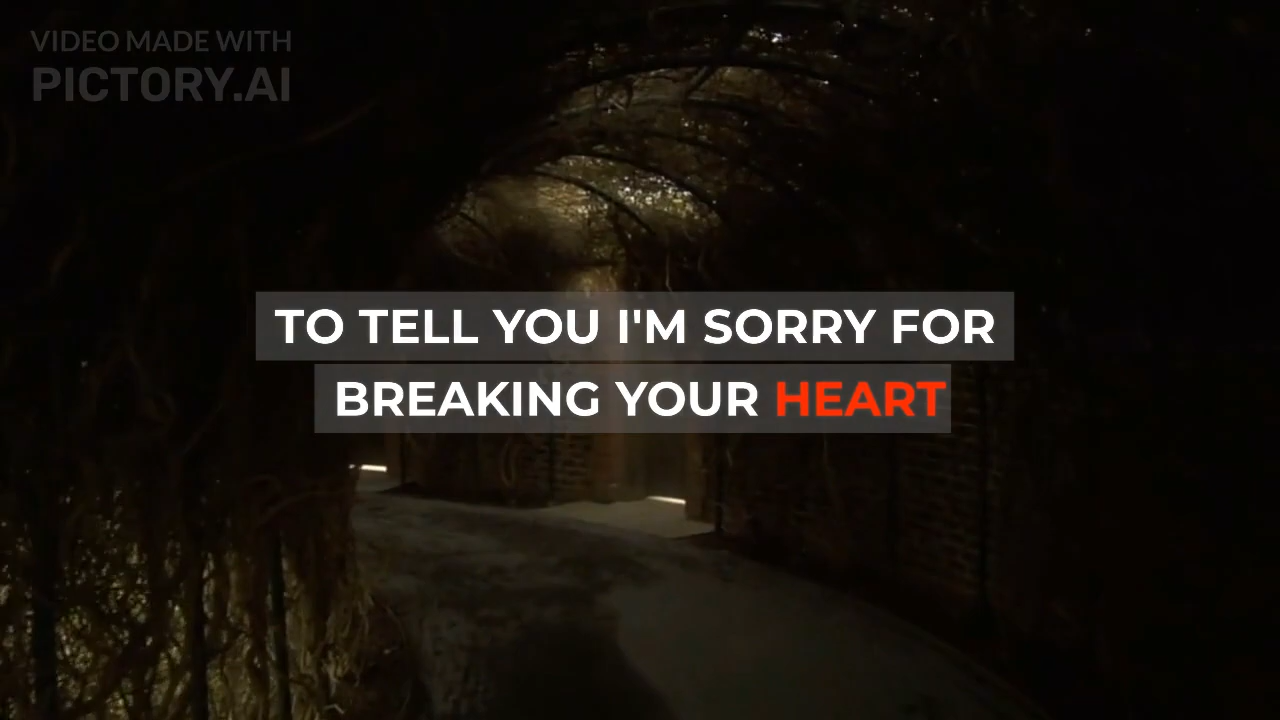 VIDEO MADE WITH
PICTORY.AI
TO TELL YOU I'M SORRY FOR
BREAKING YOUR HEART